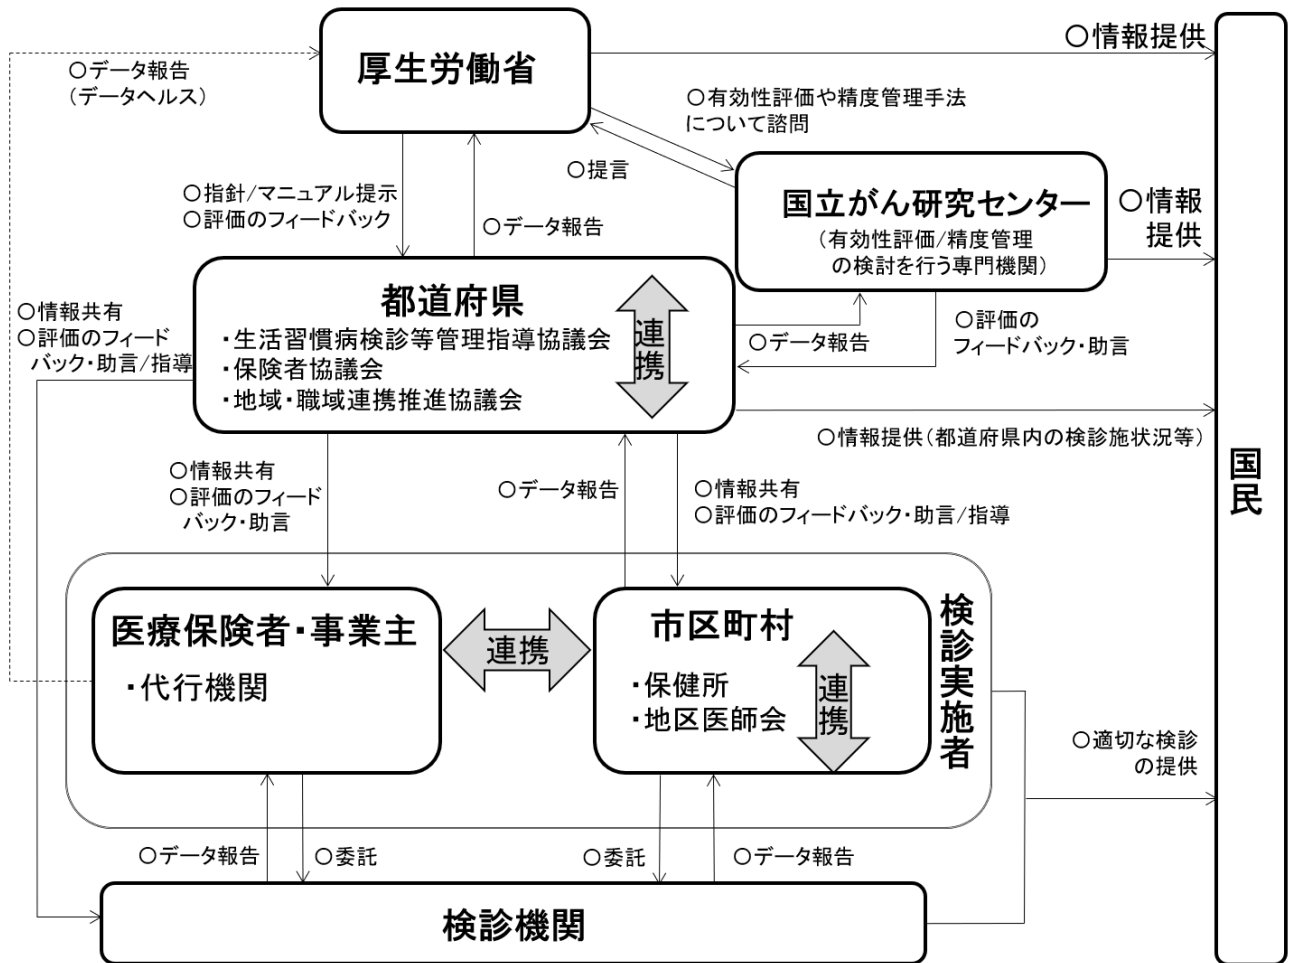 厚生労働省
○情報提供
○データ報告
(データヘルス)
○有効性評価や精度管理手法
について諮問
○提言
○指針/マニュアル提示
○評価のフィードバック
○データ報告
国立がん研究センター
(有効性評価/精度管理
の検討を行う専門機関)
○情報
提供
都道府県
・生活習慣病検診等管理指導協議会
・保険者協議会
・地域・職域連携推進協議会
連携
○情報共有
○評価のフィード
バック・助言/指導
○データ報告
○評価の
フィードバック・助言
○情報提供(都道府県内の検診施状況等)
国民
○情報共有
○評価のフィード
バック・助言
○データ報告
○情報共有
○評価のフィードバック・助言/指導
医療保険者・事業主
・代行機関
連携
市区町村
・保健所
・地区医師会
連携
検診実施者
○適切な検診
の提供
○データ報告
○委託
○委託
○データ報告
検診機関